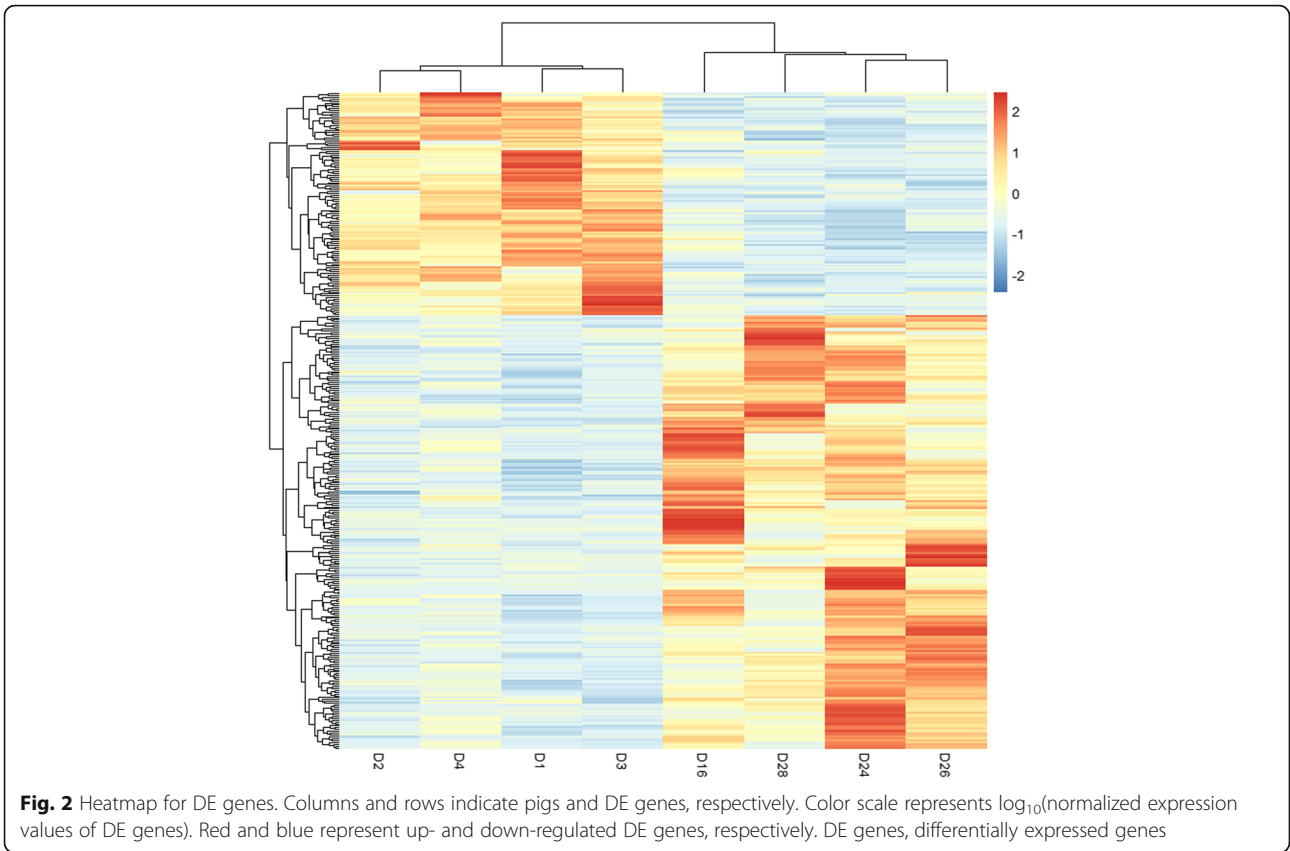 2
1
0
-1
-2
D2 D4 D1 D3 D16 D28 D24 D26
Fig. 2 Heatmap for DE genes. Columns and rows indicate pigs and DE genes, respectively. Color scale represents log₁₀(normalized expression
values of DE genes). Red and blue represent up- and down-regulated DE genes, respectively. DE genes, differentially expressed genes